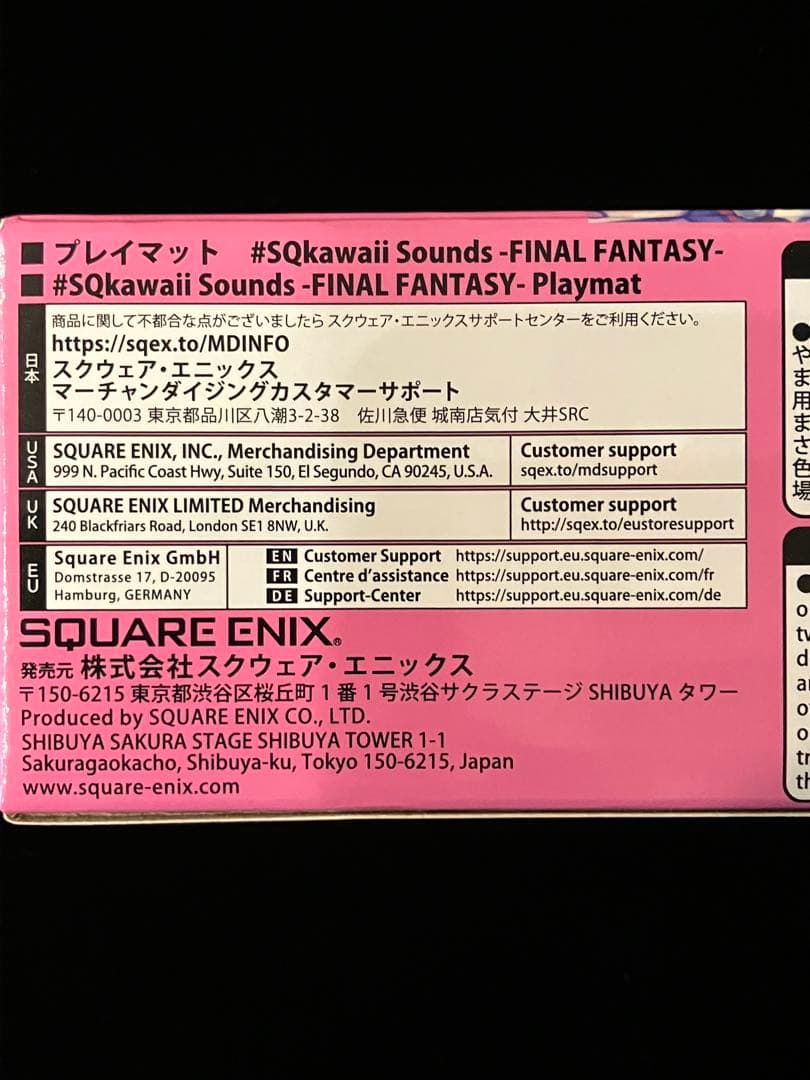 ■ プレイマット #SQkawaii Sounds -FINAL FANTASY-
■ #SQkawaii Sounds -FINAL FANTASY- Playmat
日本
商品に関して不都合な点がございましたら スクウェア・エニックスサポートセンターをご利用ください。
https://sqex.to/MDINFO
スクウェア・エニックス
マーチャンダイジングカスタマーサポート
〒140-0003 東京都品川区八潮3-2-38 佐川急便 城南店気付 大井SRC
USA
SQUARE ENIX, INC., Merchandising Department
999 N. Pacific Coast Hwy, Suite 150, El Segundo, CA 90245, U.S.A.
Customer support
sqex.to/mdsupport
UK
SQUARE ENIX LIMITED Merchandising
240 Blackfriars Road, London SE1 8NW, U.K.
Customer support
http://sqex.to/eustoresupport
EU
Square Enix GmbH
Domstrasse 17, D-20095
Hamburg, GERMANY
EN Customer Support https://support.eu.square-enix.com/
FR Centre d'assistance https://support.eu.square-enix.com/fr
DE Support-Center https://support.eu.square-enix.com/de
SQUARE ENIX®
発売元 株式会社スクウェア・エニックス
〒150-6215 東京都渋谷区桜丘町1番1号渋谷サクラステージ SHIBUYA タワー
Produced by SQUARE ENIX CO., LTD.
SHIBUYA SAKURA STAGE SHIBUYA TOWER 1-1
Sakuragaokacho, Shibuya-ku, Tokyo 150-6215, Japan
www.square-enix.com